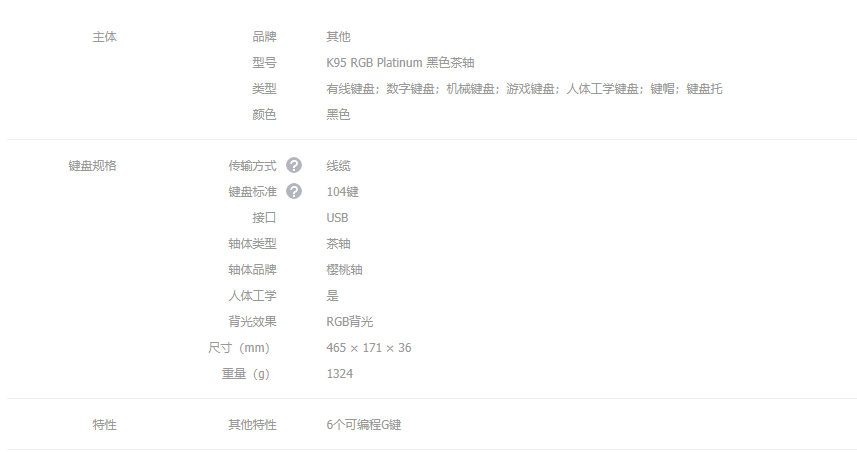 主体 品牌 其他
型号 K95 RGB Platinum 黑色茶轴
类型 有线键盘；数字键盘；机械键盘；游戏键盘；人体工学键盘；键帽；键盘托
颜色 黑色
键盘规格 传输方式 ? 线缆
键盘标准 ? 104键
接口 USB
轴体类型 茶轴
轴体品牌 樱桃轴
人体工学 是
背光效果 RGB背光
尺寸（mm） 465 × 171 × 36
重量（g） 1324
特性 其他特性 6个可编程G键